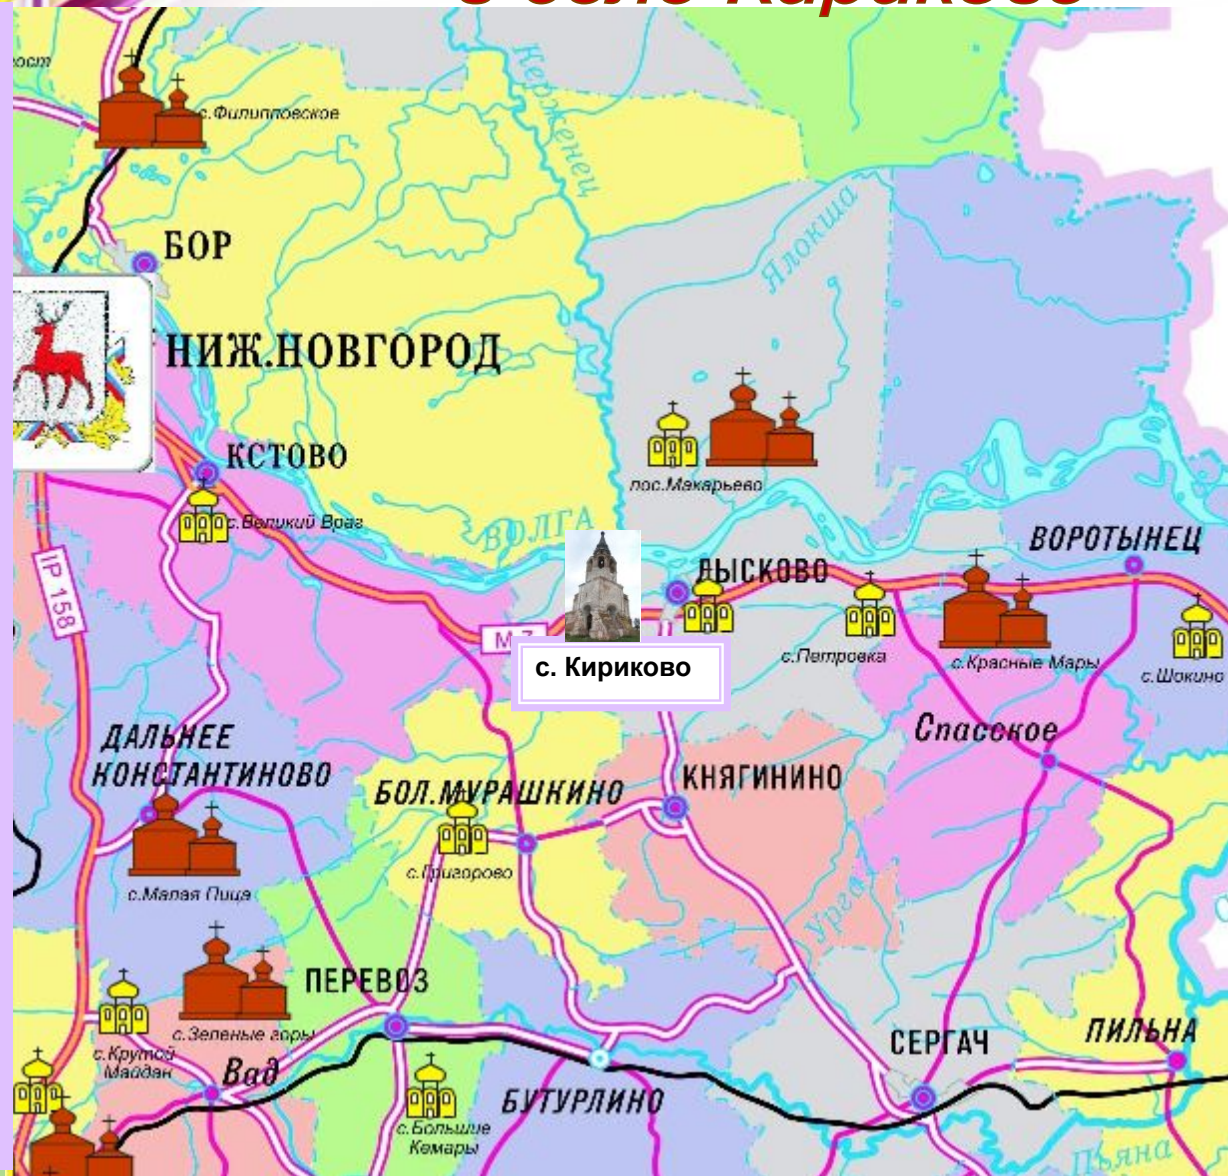 с.Филипповское
Керженец
БОР
Ялокша
НИЖ.НОВГОРОД
КСТОВО
пос.Макарьево
с.Великий Враг
ВОЛГА
ВОРОТЫНЕЦ
IP 158
ЛЫСКОВО
с.Петровка
с.Красные Мары
с.Шокино
с. Кириково
Спасское
ДАЛЬНЕЕ
КОНСТАНТИНОВО
БОЛ.МУРАШКИНО
КНЯГИНИНО
с.Григорово
с.Малая Пица
Урга
ПЕРЕВОЗ
с.Зеленые горы
с.Крутой
Майдан
Вад
СЕРГАЧ
ПИЛЬНА
БУТУРЛИНО
с.Большие
Кемары
Пьяна